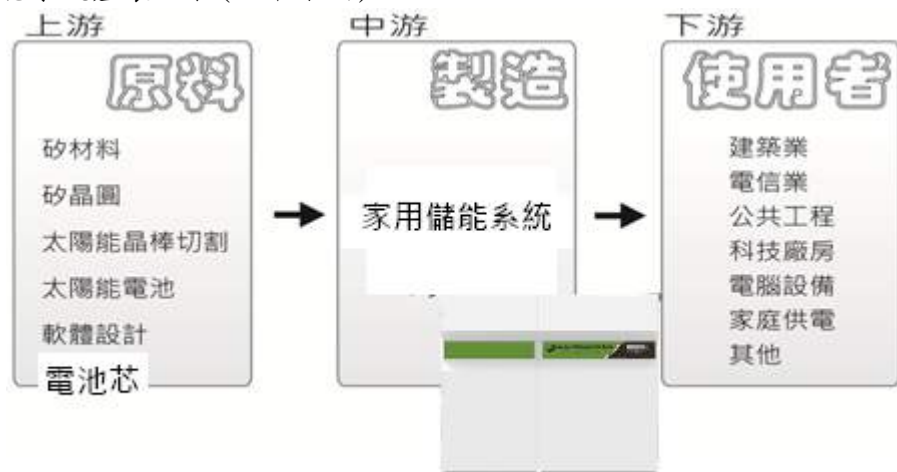 上游
原料
矽材料
矽晶圓
太陽能晶棒切割
太陽能電池
軟體設計
電池芯
中游
製造
家用儲能系統
下游
使用者
建築業
電信業
公共工程
科技廠房
電腦設備
家庭供電
其他